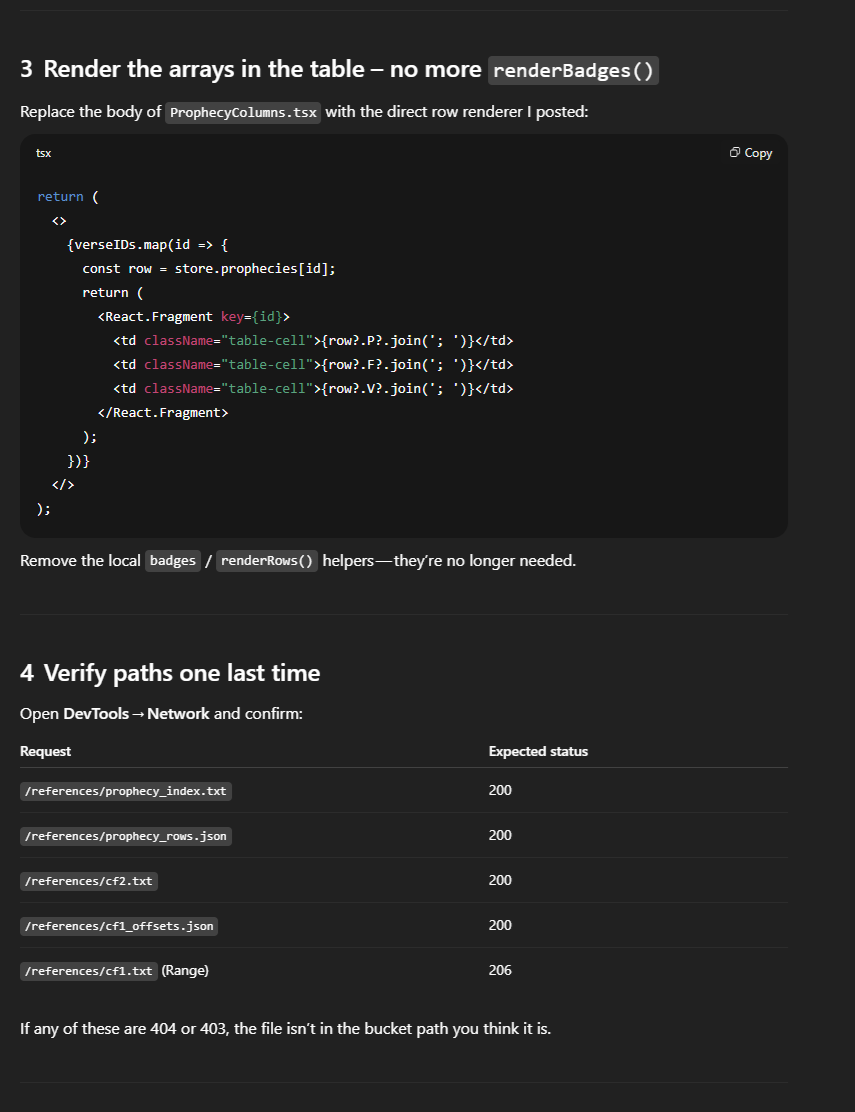 3 Render the arrays in the table – no more renderBadges()
Replace the body of ProphecyColumns.tsx with the direct row renderer I posted:
tsx
Copy
return (
  <>
    {verseIDs.map(id => {
      const row = store.prophecies[id];
      return (
        <React.Fragment key={id}>
          <td className="table-cell">{row?.P?.join('; ')}</td>
          <td className="table-cell">{row?.F?.join('; ')}</td>
          <td className="table-cell">{row?.V?.join('; ')}</td>
        </React.Fragment>
      );
    })}
  </>
);
Remove the local badges / renderRows() helpers—they’re no longer needed.
4 Verify paths one last time
Open DevTools → Network and confirm:
Request Expected status
/references/prophecy_index.txt 200
/references/prophecy_rows.json 200
/references/cf2.txt 200
/references/cf1_offsets.json 200
/references/cf1.txt (Range) 206
If any of these are 404 or 403, the file isn’t in the bucket path you think it is.